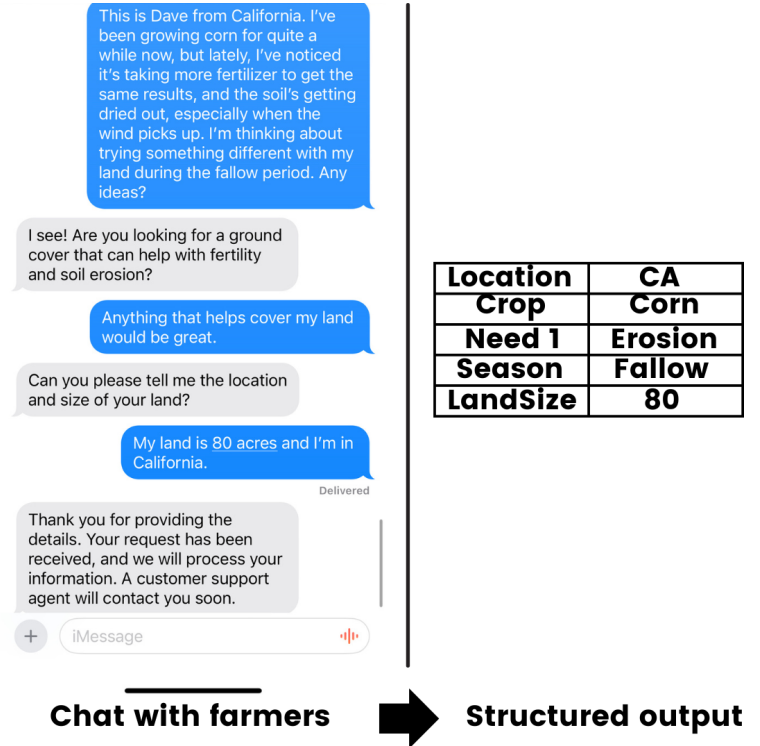 This is Dave from California. I've
been growing corn for quite a
while now, but lately, I've noticed
it's taking more fertilizer to get the
same results, and the soil's getting
dried out, especially when the
wind picks up. I'm thinking about
trying something different with my
land during the fallow period. Any
ideas?
I see! Are you looking for a ground
cover that can help with fertility
and soil erosion?
Anything that helps cover my land
would be great.
Can you please tell me the location
and size of your land?
My land is 80 acres and I'm in
California.
Delivered
Thank you for providing the
details. Your request has been
received, and we will process your
information. A customer support
agent will contact you soon.
+ iMessage
Location CA
Crop Corn
Need 1 Erosion
Season Fallow
LandSize 80
Chat with farmers Structured output